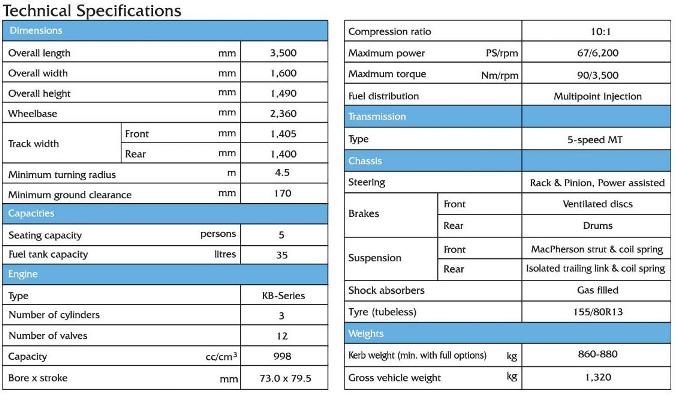 Technical Specifications
Dimensions
Overall length mm 3,500
Overall width mm 1,600
Overall height mm 1,490
Wheelbase mm 2,360
Track width Front mm 1,405
Rear mm 1,400
Minimum turning radius m 4.5
Minimum ground clearance mm 170
Capacities
Seating capacity persons 5
Fuel tank capacity litres 35
Engine
Type KB-Series
Number of cylinders 3
Number of valves 12
Capacity cc/cm³ 998
Bore x stroke mm 73.0 x 79.5
Compression ratio 10:1
Maximum power PS/rpm 67/6,200
Maximum torque Nm/rpm 90/3,500
Fuel distribution Multipoint Injection
Transmission
Type 5-speed MT
Chassis
Steering Rack & Pinion, Power assisted
Brakes Front Ventilated discs
Rear Drums
Suspension Front MacPherson strut & coil spring
Rear Isolated trailing link & coil spring
Shock absorbers Gas filled
Tyre (tubeless) 155/80R13
Weights
Kerb weight (min. with full options) kg 860-880
Gross vehicle weight kg 1,320